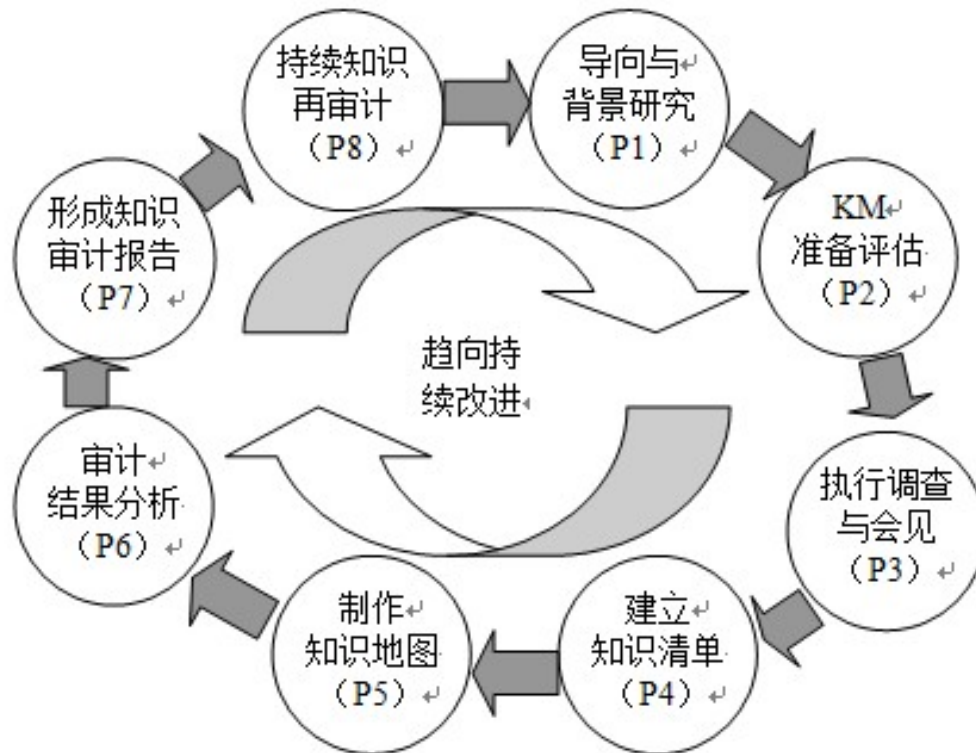 持续知识
再审计
（P8）
导向与
背景研究
（P1）
KM
准备评估
（P2）
执行调查
与会见
（P3）
建立
知识清单
（P4）
制作
知识地图
（P5）
审计
结果分析
（P6）
形成知识
审计报告
（P7）
趋向持
续改进